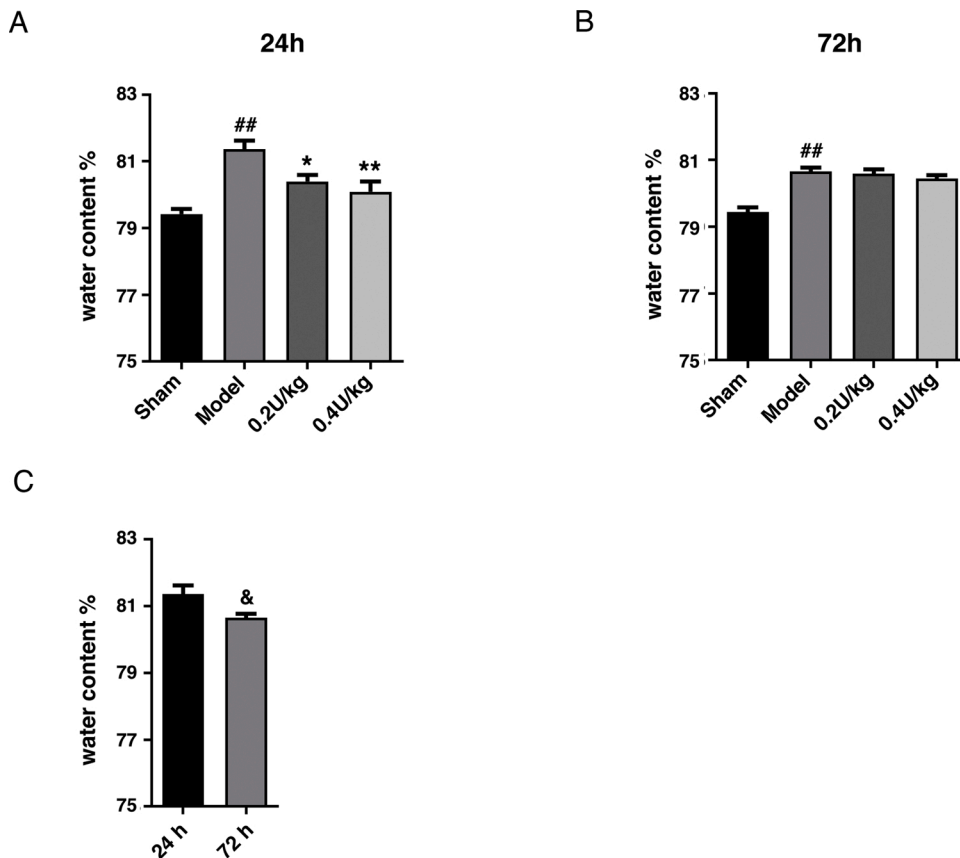 A
24h
water content %
83
81
79
77
75
##
*
**
Sham
Model
0.2U/kg
0.4U/kg
B
72h
water content %
83
81
79
77
75
##
Sham
Model
0.2U/kg
0.4U/kg
C
water content %
83
81
79
77
75
&
24 h
72 h